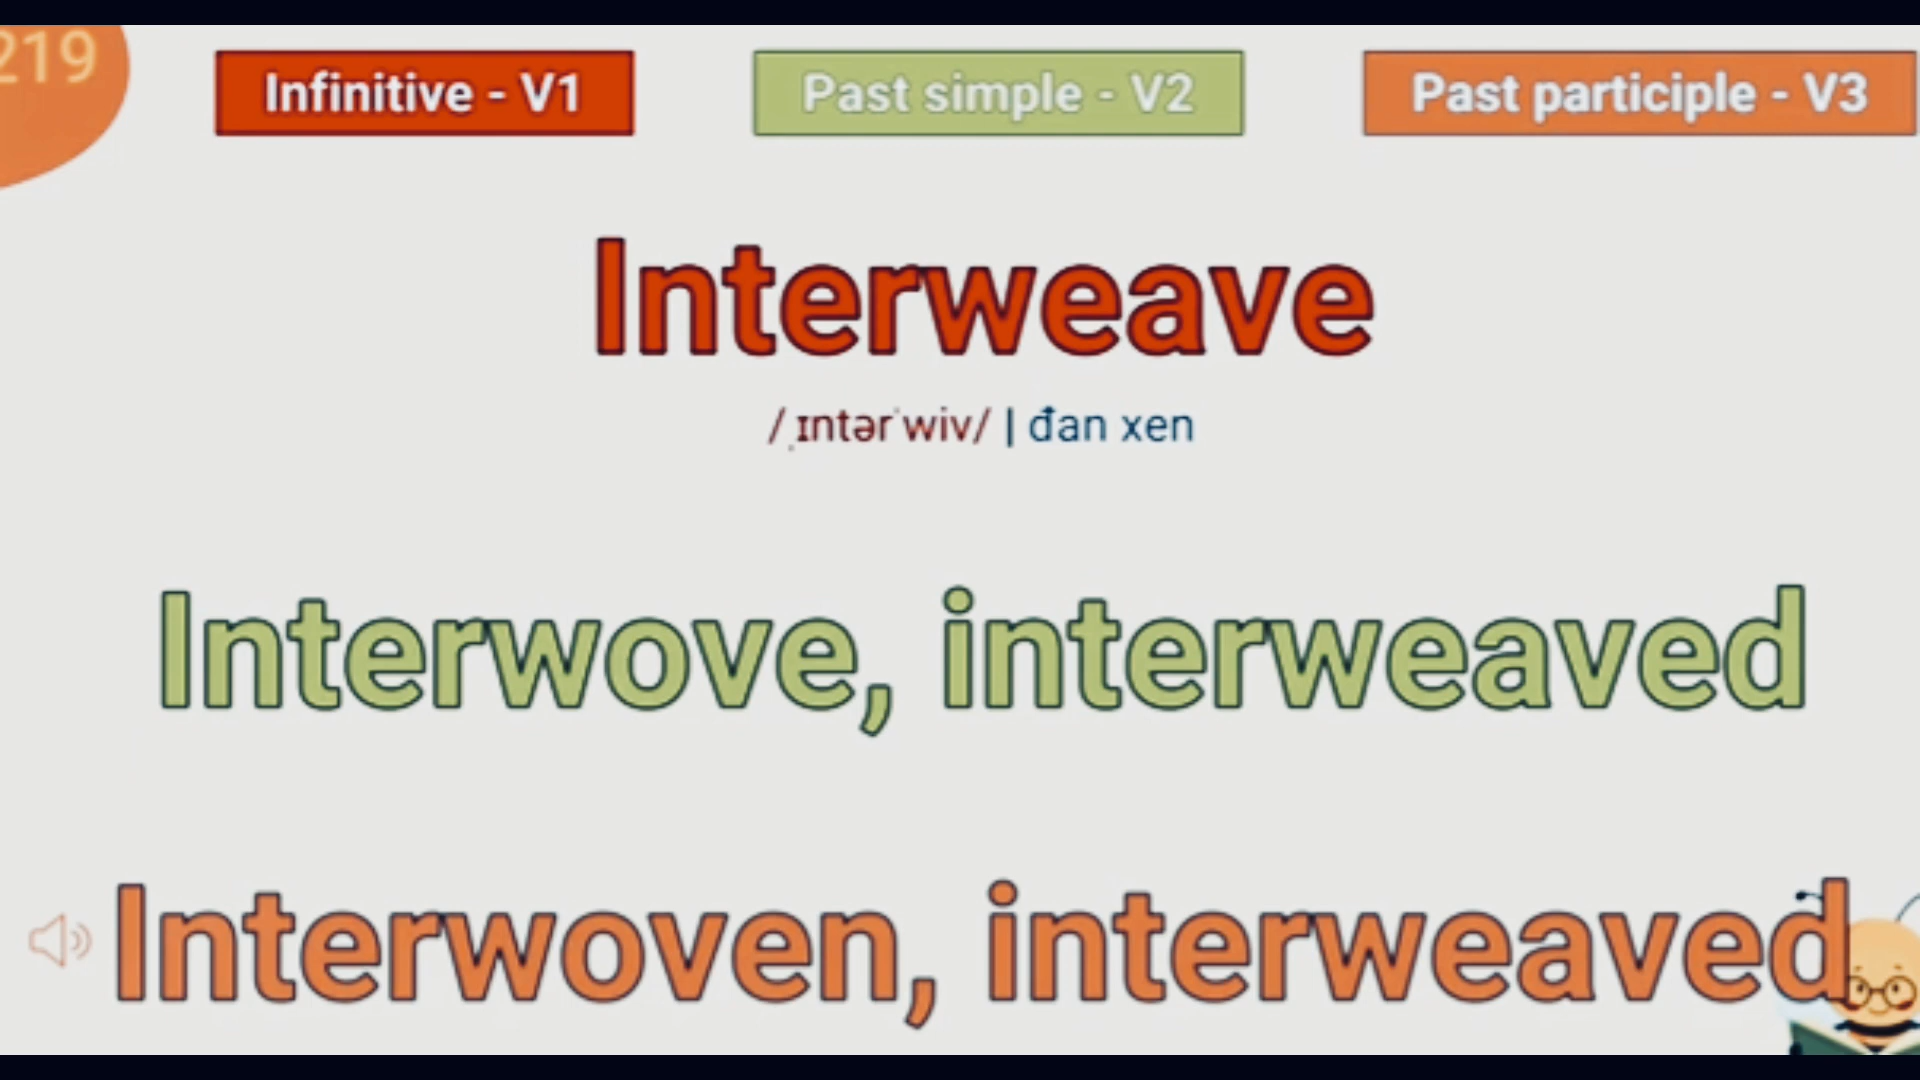 219
Infinitive - V1
Past simple - V2
Past participle - V3
Interweave
/ˌɪntərˈwiv/ | đan xen
Interwove, interweaved
Interwoven, interweaved